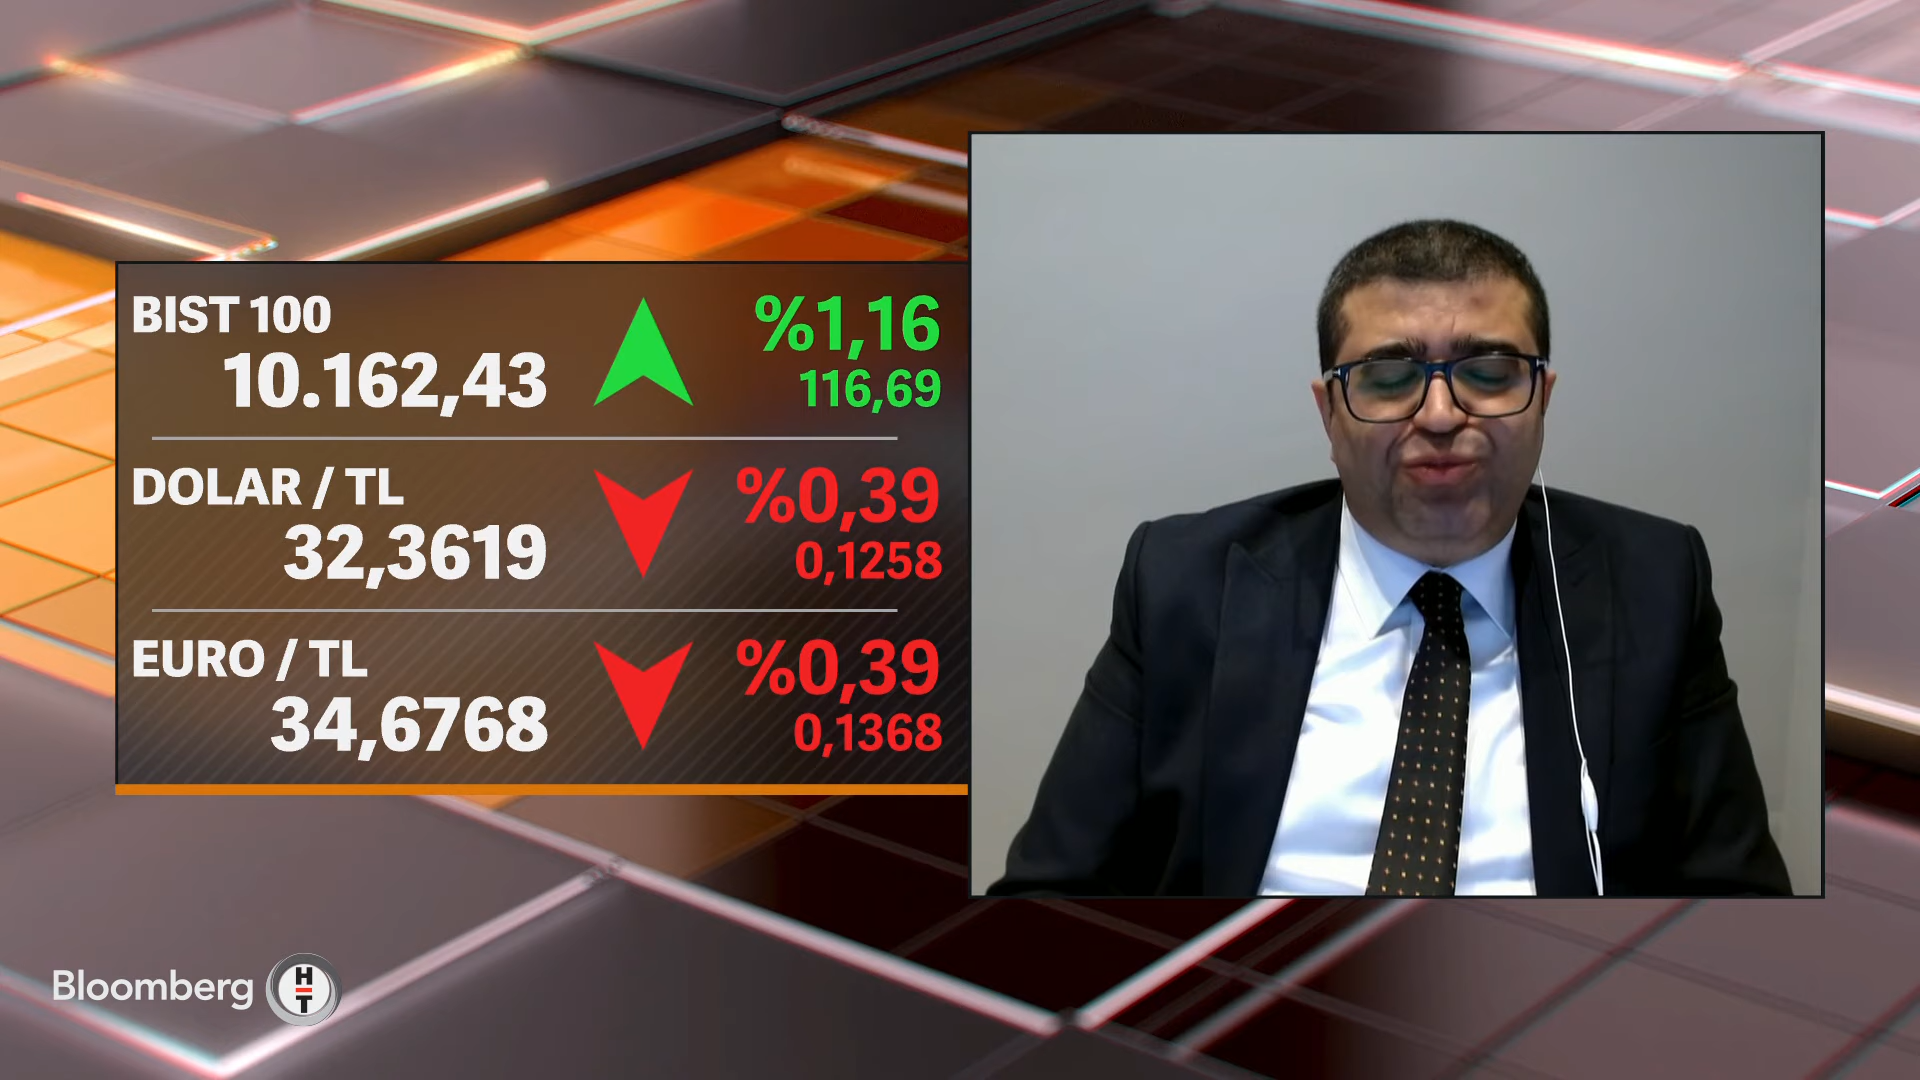 BIST 100
10.162,43
%1,16
116,69
DOLAR / TL
32,3619
%0,39
0,1258
EURO / TL
34,6768
%0,39
0,1368
Bloomberg HT